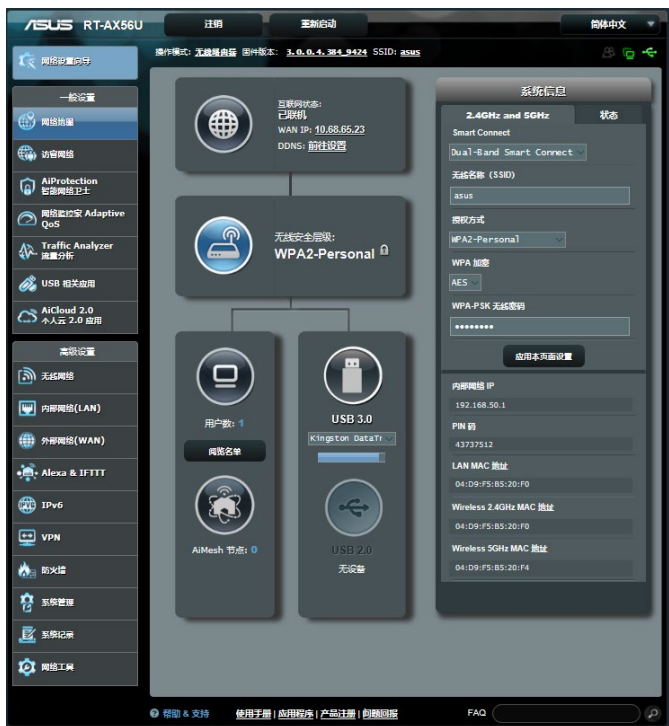 ASUS RT-AX56U
注销
重新启动
简体中文
操作模式: 无线路由器 固件版本: 3.0.0.4.384_9424 SSID: asus
网络设置向导
一般设置
网络地图
访客网络
AiProtection
智能网络卫士
网络监控家 Adaptive
QoS
Traffic Analyzer
流量分析
USB 相关应用
AiCloud 2.0
个人云 2.0 应用
高级设置
无线网络
内部网络(LAN)
外部网络(WAN)
Alexa & IFTTT
IPv6
VPN
防火墙
系统管理
系统记录
网络工具
互联网状态:
已联机
WAN IP: 10.68.65.23
DDNS: 前往设置
无线安全层级:
WPA2-Personal
用户数: 1
阅览名单
AiMesh 节点: 0
USB 3.0
Kingston DataTr
USB 2.0
无设备
系统信息
2.4GHz and 5GHz
状态
Smart Connect
Dual-Band Smart Connect
无线名称 (SSID)
asus
授权方式
WPA2-Personal
WPA 加密
AES
WPA-PSK 无线密码
••••••••
应用本页面设置
内部网络 IP
192.168.50.1
PIN 码
43737512
LAN MAC 地址
04:D9:F5:B5:20:F0
Wireless 2.4GHz MAC 地址
04:D9:F5:B5:20:F0
Wireless 5GHz MAC 地址
04:D9:F5:B5:20:F4
帮助 & 支持
使用手册 | 应用程序 | 产品注册 | 问题回报
FAQ